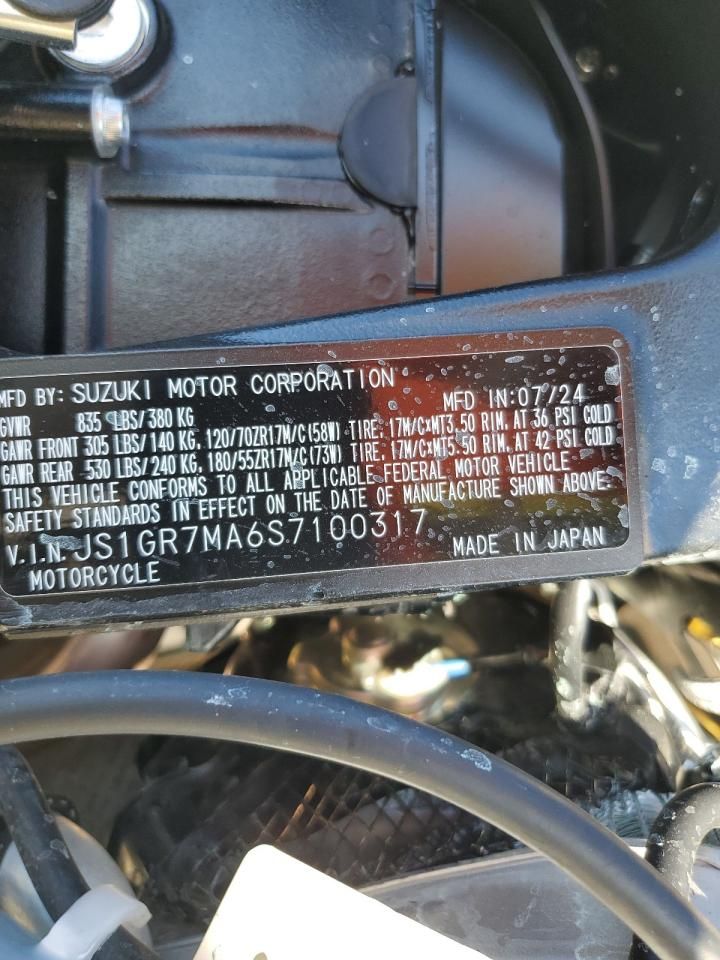 MFD BY: SUZUKI MOTOR CORPORATION
MFD IN:07/24
GVWR 835 LBS/380 KG
GAWR FRONT 305 LBS/140 KG, 120/70ZR17M/C(58W) TIRE, 17M/C×MT3.50 RIM, AT 36 PSI COLD
GAWR REAR 530 LBS/240 KG, 180/55ZR17M/C(73W) TIRE, 17M/C×MT5.50 RIM, AT 42 PSI COLD
THIS VEHICLE CONFORMS TO ALL APPLICABLE FEDERAL MOTOR VEHICLE
SAFETY STANDARDS IN EFFECT ON THE DATE OF MANUFACTURE SHOWN ABOVE.
V.I.N. JS1GR7MA6S7100317
MADE IN JAPAN
MOTORCYCLE